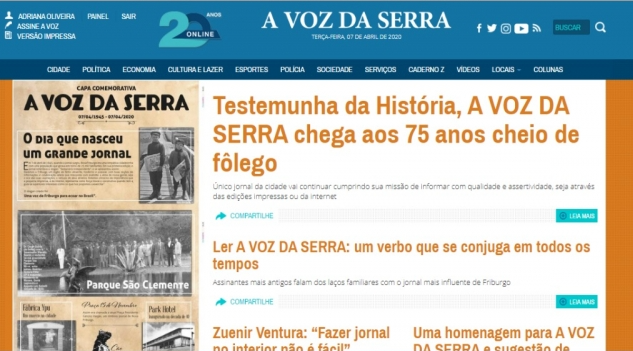 ADRIANA OLIVEIRA PAINEL SAIR
ASSINE A VOZ
VERSÃO IMPRESSA
20 ANOS
ONLINE
A VOZ DA SERRA
TERÇA-FEIRA, 07 DE ABRIL DE 2020
BUSCAR
CIDADE POLÍTICA ECONOMIA CULTURA E LAZER ESPORTES POLÍCIA SOCIEDADE SERVIÇOS CADERNO Z VÍDEOS LOCAIS COLUNAS
CAPA COMEMORATIVA
A VOZ DA SERRA
07/04/1945 - 07/04/2020
O dia que nasceu
um grande jornal
Parque São Clemente
Fábrica Ypu
Praça 15 de Novembro
Park Hotel
Testemunha da História, A VOZ DA
SERRA chega aos 75 anos cheio de
fôlego
Único jornal da cidade vai continuar cumprindo sua missão de informar com qualidade e assertividade, seja através
das edições impressas ou da internet
COMPARTILHE LEIA MAIS
Ler A VOZ DA SERRA: um verbo que se conjuga em todos os
tempos
Assinantes mais antigos falam dos laços familiares com o jornal mais influente de Friburgo
COMPARTILHE LEIA MAIS
Zuenir Ventura: “Fazer jornal
no interior não é fácil”
Uma homenagem para A VOZ
DA SERRA e sugestão de